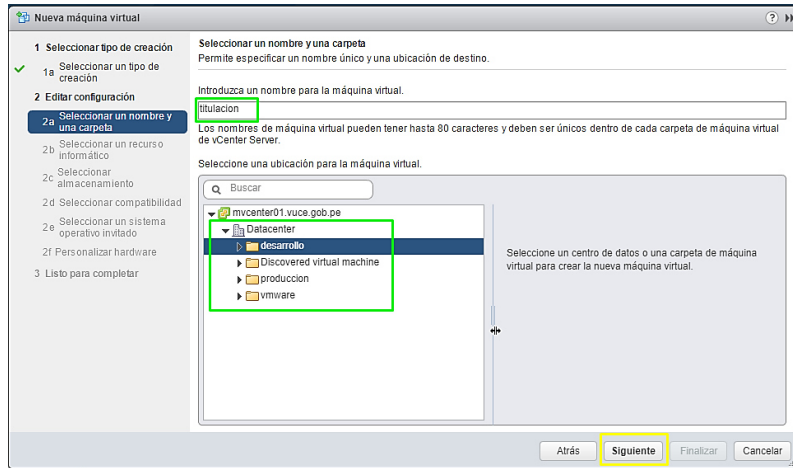 Nueva máquina virtual
1 Seleccionar tipo de creación
1a Seleccionar un tipo de
creación
2 Editar configuración
2a Seleccionar un nombre y
una carpeta
2b Seleccionar un recurso
informático
2c Seleccionar
almacenamiento
2d Seleccionar compatibilidad
2e Seleccionar un sistema
operativo invitado
2f Personalizar hardware
3 Listo para completar
Seleccionar un nombre y una carpeta
Permite especificar un nombre único y una ubicación de destino.
Introduzca un nombre para la máquina virtual.
titulacion
Los nombres de máquina virtual pueden tener hasta 80 caracteres y deben ser únicos dentro de cada carpeta de máquina virtual
de vCenter Server.
Seleccione una ubicación para la máquina virtual.
Buscar
mvcenter01.vuce.gob.pe
Datacenter
desarrollo
Discovered virtual machine
produccion
vmware
Seleccione un centro de datos o una carpeta de máquina
virtual para crear la nueva máquina virtual.
Atrás
Siguiente
Finalizar
Cancelar